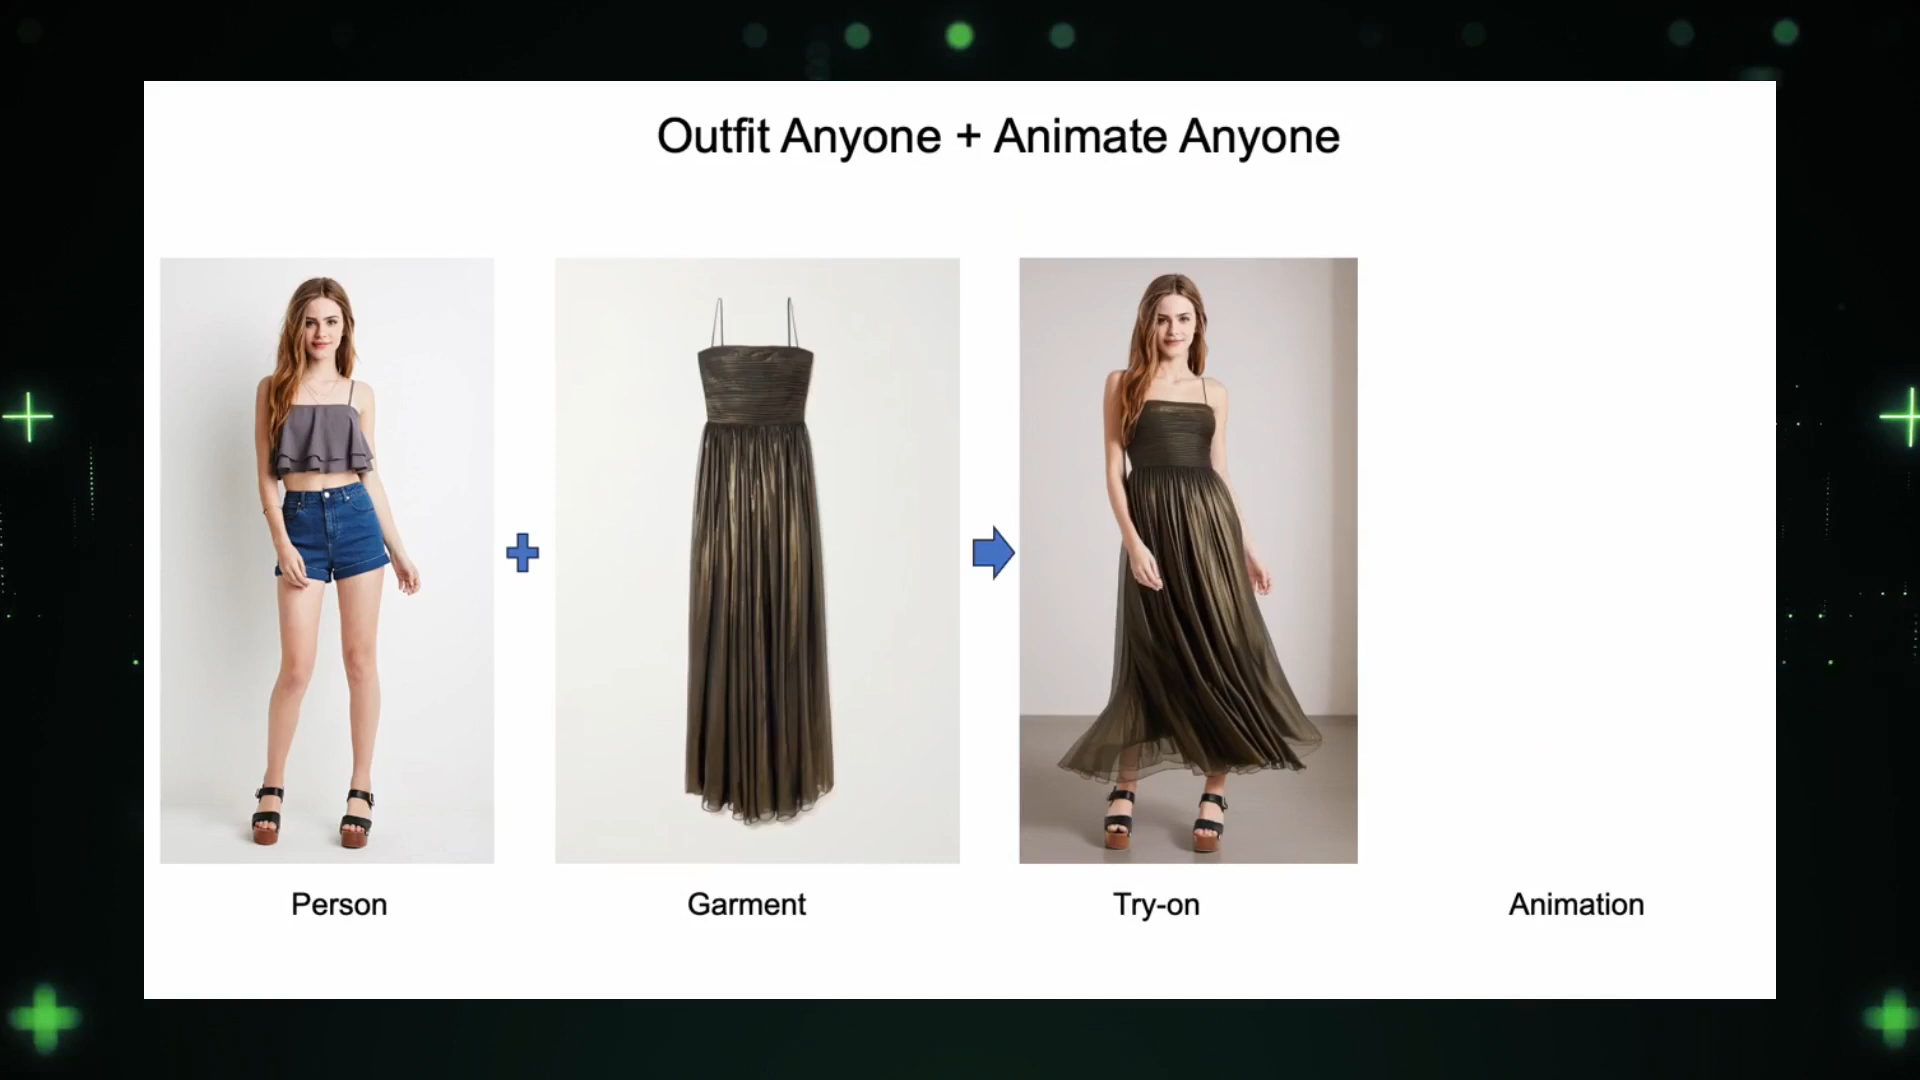 Outfit Anyone + Animate Anyone
Person
Garment
Try-on
Animation